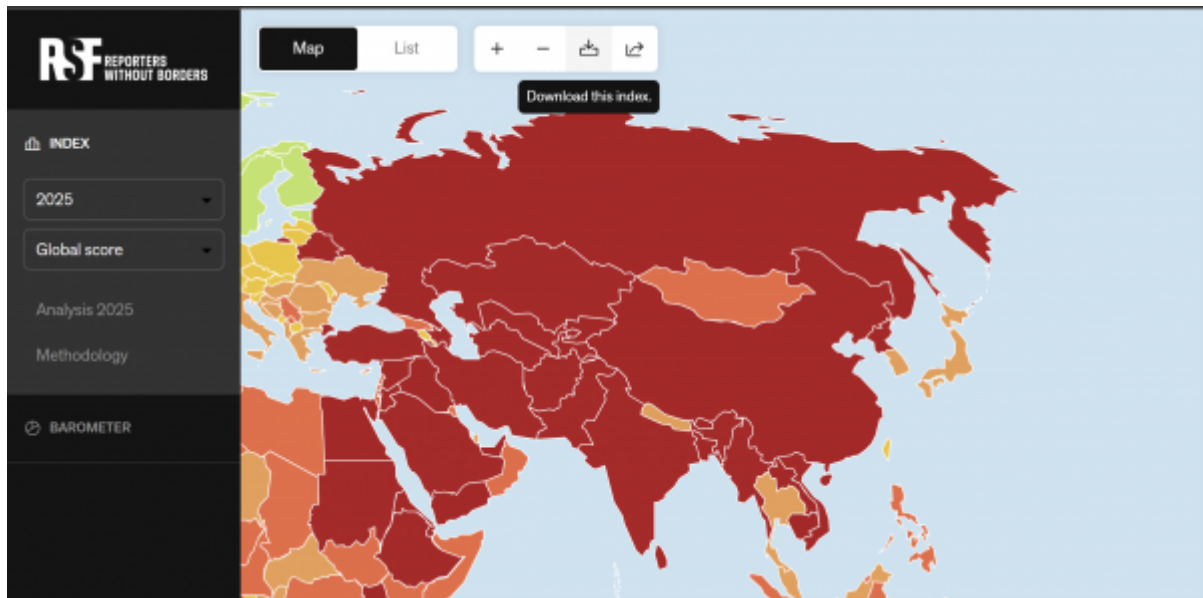 RSF REPORTERS
WITHOUT BORDERS
Map
List
+
−
Download this index.
INDEX
2025
Global score
Analysis 2025
Methodology
BAROMETER